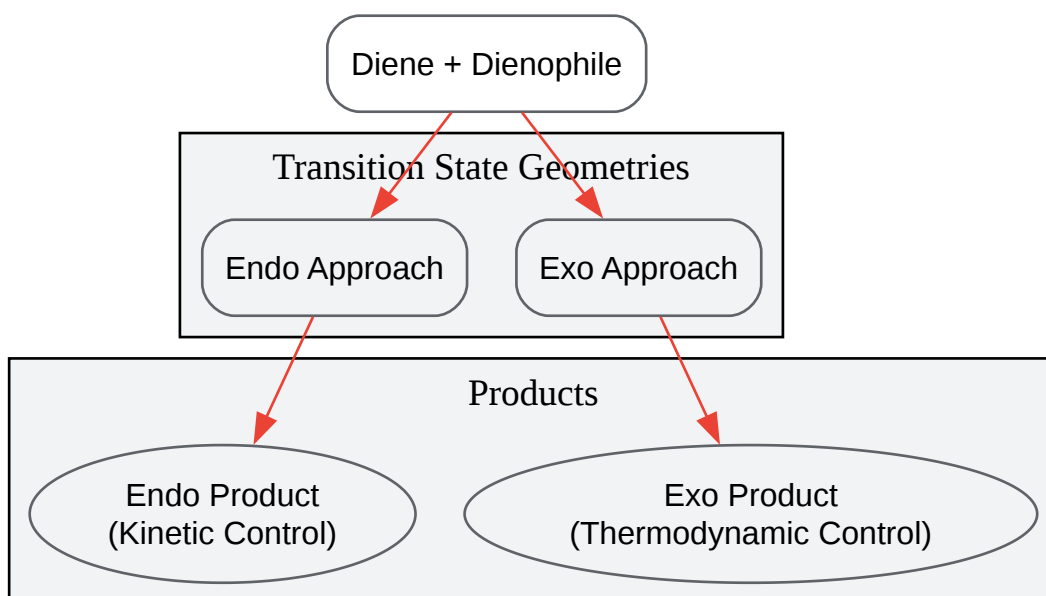 Diene + Dienophile
Transition State Geometries
Endo Approach
Exo Approach
Products
Endo Product
(Kinetic Control)
Exo Product
(Thermodynamic Control)